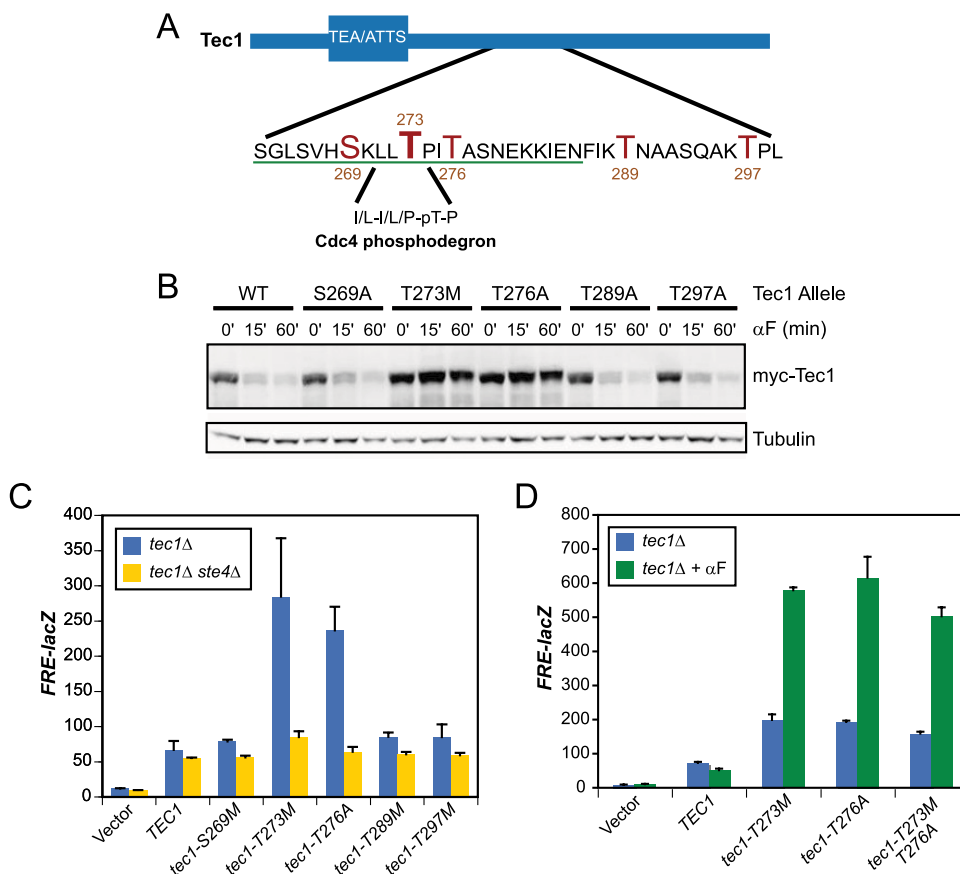 A
Tec1
TEA/ATTS
273
SGLSVHSKLLTPITASNEKKIENFIKTNAASQAKTPL
269 276 289 297
I/L-I/L/P-pT-P
Cdc4 phosphodegron
B
WT S269A T273M T276A T289A T297A Tec1 Allele
0' 15' 60' 0' 15' 60' 0' 15' 60' 0' 15' 60' 0' 15' 60' 0' 15' 60' αF (min)
myc-Tec1
Tubulin
C
400
350
300
250
200
150
100
50
0
FRE-lacZ
tec1Δ
tec1Δ ste4Δ
Vector
TEC1
tec1-S269M
tec1-T273M
tec1-T276A
tec1-T289M
tec1-T297M
D
800
700
600
500
400
300
200
100
0
FRE-lacZ
tec1Δ
tec1Δ + αF
Vector
TEC1
tec1-T273M
tec1-T276A
tec1-T273M
T276A